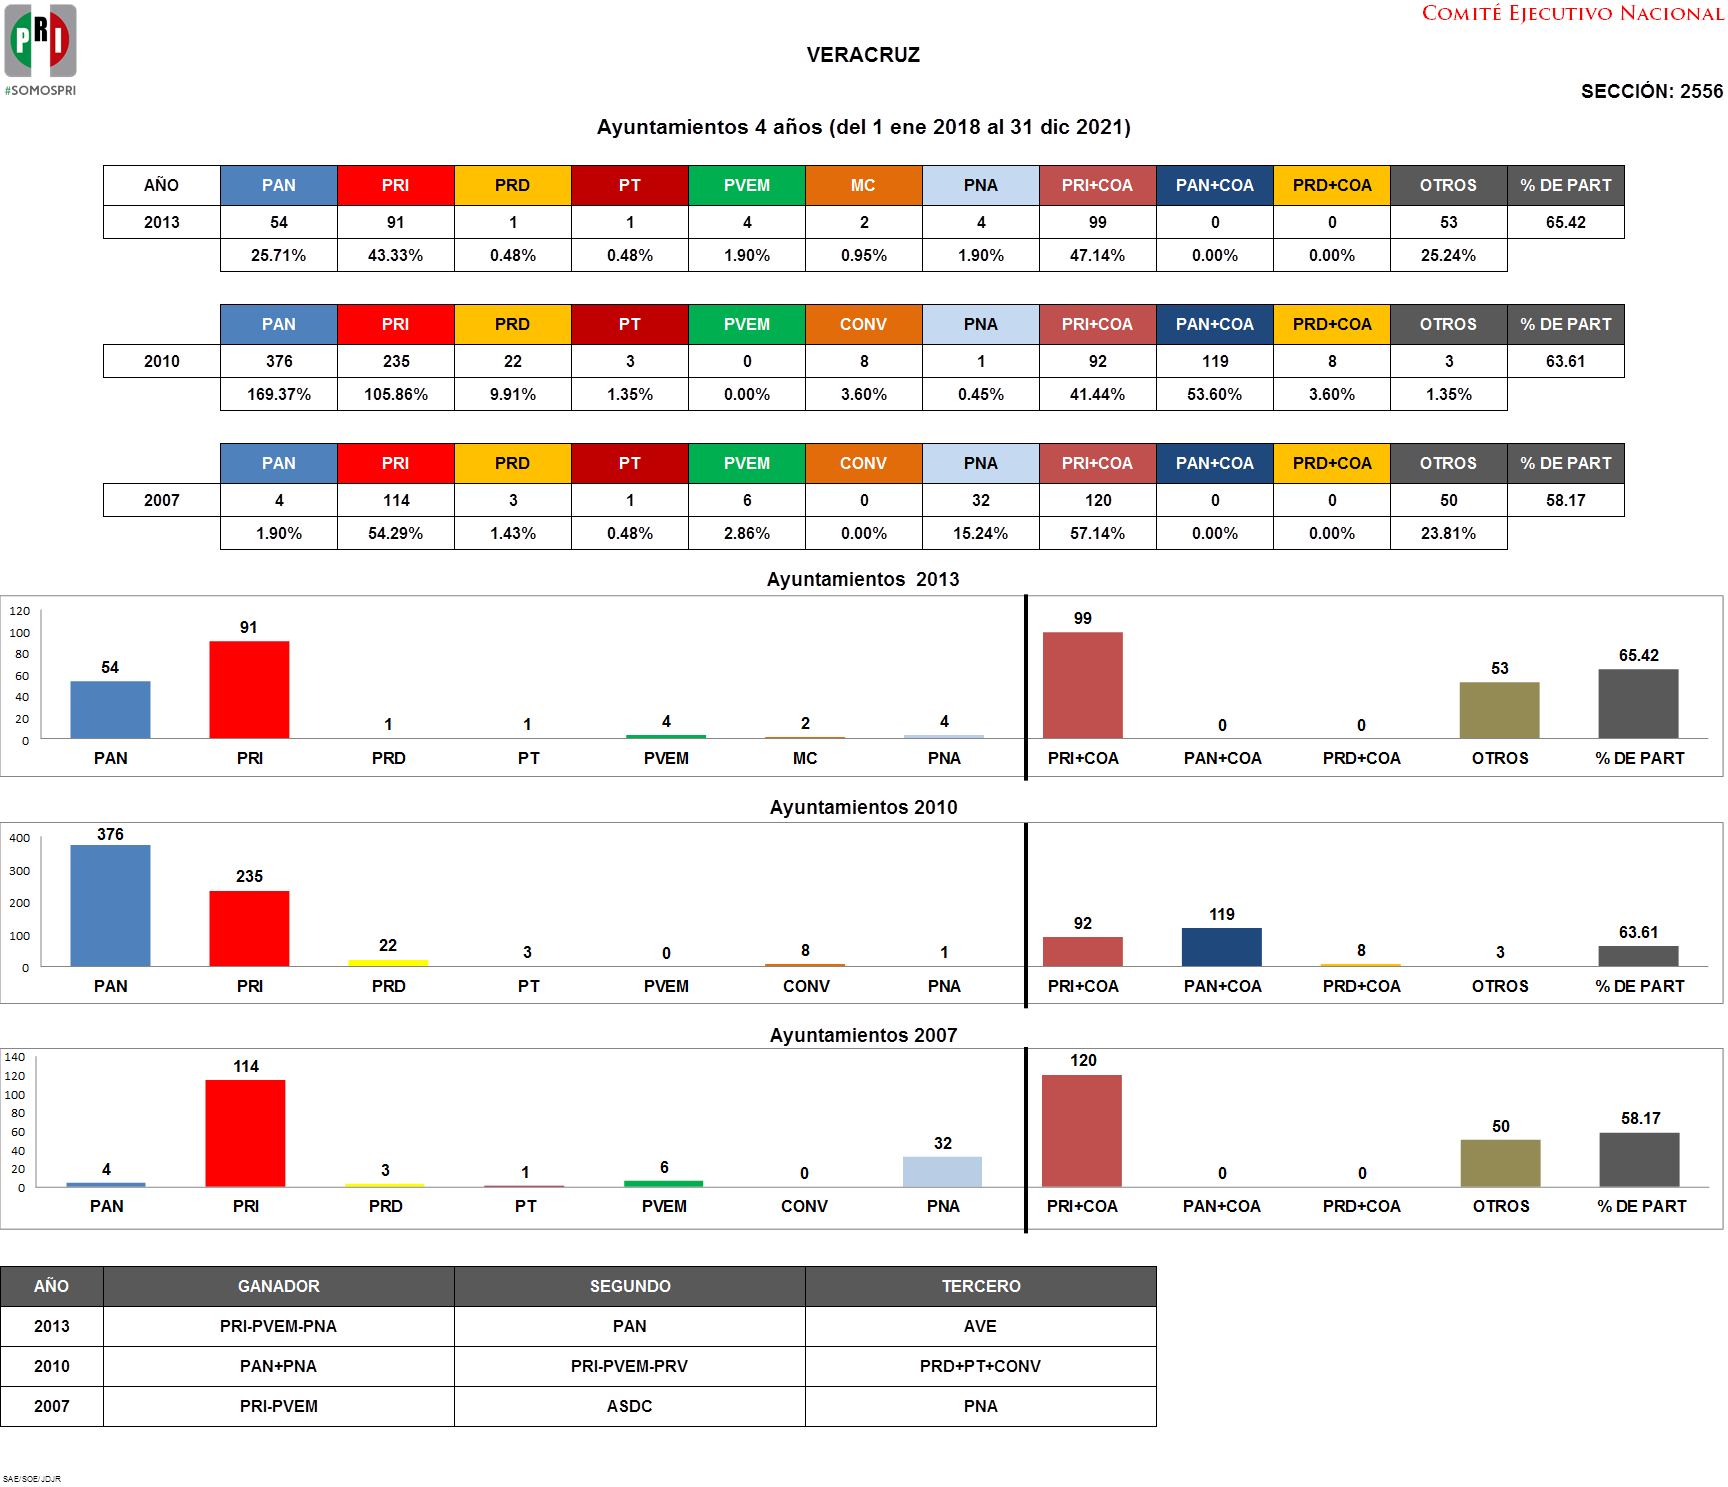 COMITÉ EJECUTIVO NACIONAL
PRI
#SOMOSPRI
VERACRUZ
SECCIÓN: 2556
Ayuntamientos 4 años (del 1 ene 2018 al 31 dic 2021)
AÑO PAN PRI PRD PT PVEM MC PNA PRI+COA PAN+COA PRD+COA OTROS % DE PART
2013 54 91 1 1 4 2 4 99 0 0 53 65.42
25.71% 43.33% 0.48% 0.48% 1.90% 0.95% 1.90% 47.14% 0.00% 0.00% 25.24%
PAN PRI PRD PT PVEM CONV PNA PRI+COA PAN+COA PRD+COA OTROS % DE PART
2010 376 235 22 3 0 8 1 92 119 8 3 63.61
169.37% 105.86% 9.91% 1.35% 0.00% 3.60% 0.45% 41.44% 53.60% 3.60% 1.35%
PAN PRI PRD PT PVEM CONV PNA PRI+COA PAN+COA PRD+COA OTROS % DE PART
2007 4 114 3 1 6 0 32 120 0 0 50 58.17
1.90% 54.29% 1.43% 0.48% 2.86% 0.00% 15.24% 57.14% 0.00% 0.00% 23.81%
Ayuntamientos 2013
120
100
80
60
40
20
0
54 91 1 1 4 2 4 99 0 0 53 65.42
PAN PRI PRD PT PVEM MC PNA PRI+COA PAN+COA PRD+COA OTROS % DE PART
Ayuntamientos 2010
400
300
200
100
0
376 235 22 3 0 8 1 92 119 8 3 63.61
PAN PRI PRD PT PVEM CONV PNA PRI+COA PAN+COA PRD+COA OTROS % DE PART
Ayuntamientos 2007
140
120
100
80
60
40
20
0
4 114 3 1 6 0 32 120 0 0 50 58.17
PAN PRI PRD PT PVEM CONV PNA PRI+COA PAN+COA PRD+COA OTROS % DE PART
AÑO GANADOR SEGUNDO TERCERO
2013 PRI-PVEM-PNA PAN AVE
2010 PAN+PNA PRI-PVEM-PRV PRD+PT+CONV
2007 PRI-PVEM ASDC PNA
SAE/SOE/JDJR